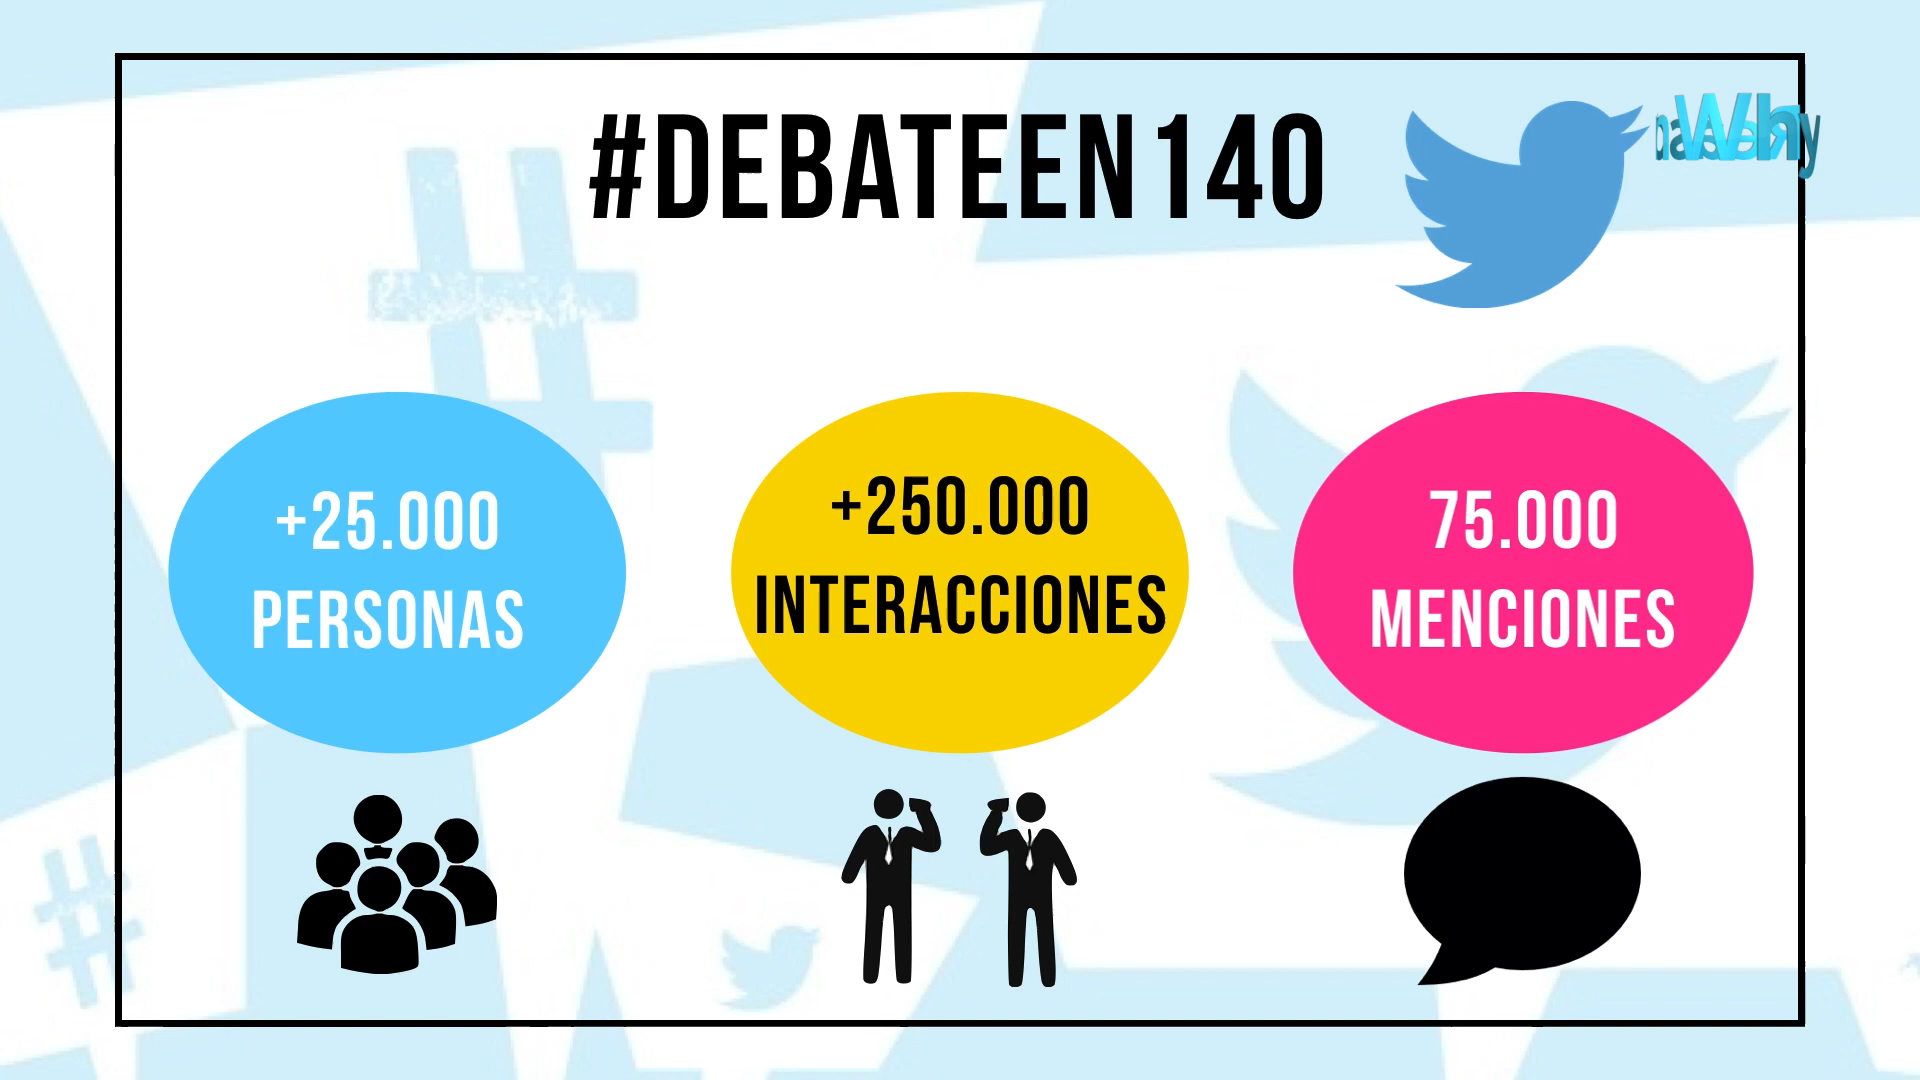 #DEBATEEN140
+25.000
PERSONAS
+250.000
INTERACCIONES
75.000
MENCIONES